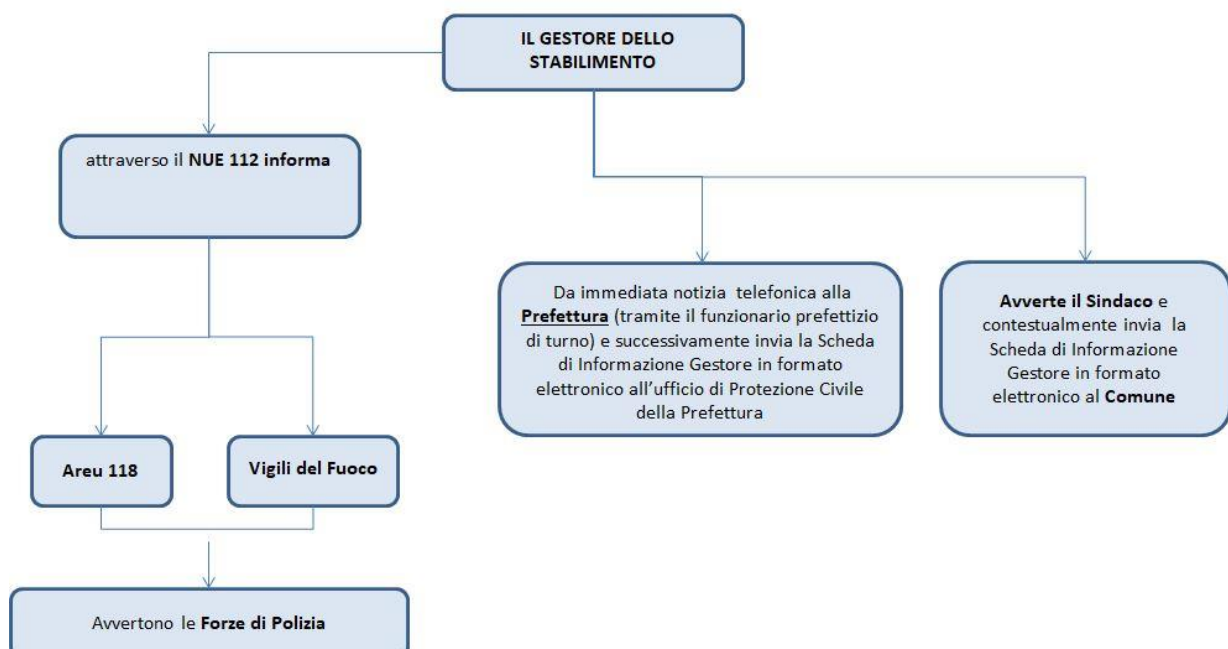 IL GESTORE DELLO
STABILIMENTO
attraverso il NUE 112 informa
Da immediata notizia telefonica alla
Prefettura (tramite il funzionario prefettizio
di turno) e successivamente invia la Scheda
di Informazione Gestore in formato
elettronico all'ufficio di Protezione Civile
della Prefettura
Avverte il Sindaco e
contestualmente invia la
Scheda di Informazione
Gestore in formato
elettronico al Comune
Areu 118
Vigili del Fuoco
Avvertono le Forze di Polizia